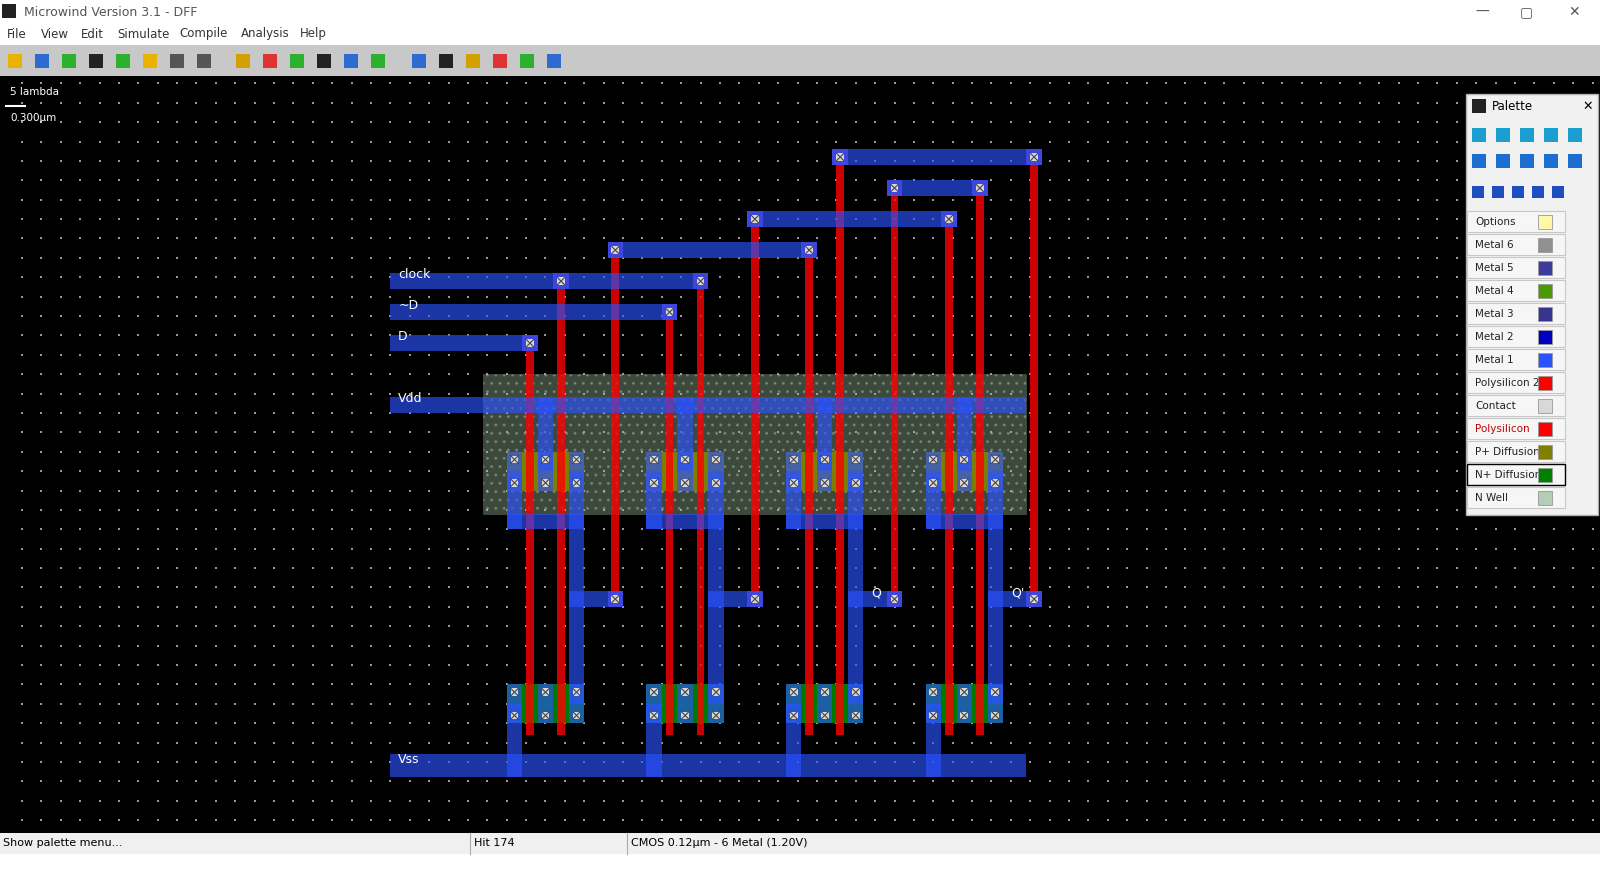 Microwind Version 3.1 - DFF
File View Edit Simulate Compile Analysis Help
5 lambda
0.300µm
clock
~D
D
Vdd
Q
Q'
Vss
Palette
Options
Metal 6
Metal 5
Metal 4
Metal 3
Metal 2
Metal 1
Polysilicon 2
Contact
Polysilicon
P+ Diffusion
N+ Diffusion
N Well
Show palette menu...
Hit 174
CMOS 0.12µm - 6 Metal (1.20V)